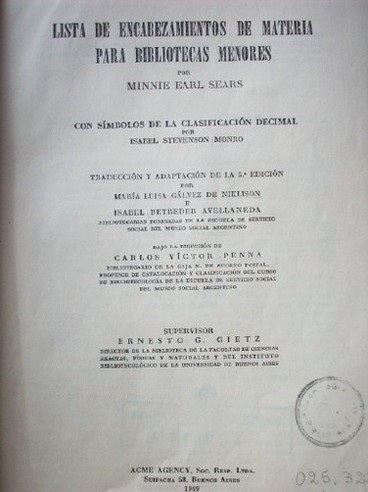 LISTA DE ENCABEZAMIENTOS DE MATERIA
PARA BIBLIOTECAS MENORES
POR
MINNIE EARL SEARS
CON SÍMBOLOS DE LA CLASIFICACIÓN DECIMAL
POR
ISABEL STEVENSON MONRO
TRADUCCIÓN Y ADAPTACIÓN DE LA 5.ª EDICIÓN
POR
MARÍA LUISA GÁLVEZ DE NIELISON
E
ISABEL BETBEDER AVELLANEDA
BIBLIOTECARIAS EGRESADAS DE LA ESCUELA DE SERVICIO
SOCIAL DEL MUSEO SOCIAL ARGENTINO
BAJO LA DIRECCIÓN DE
CARLOS VÍCTOR PENNA
BIBLIOTECARIO DE LA CAJA N. DE AHORRO POSTAL,
PROFESOR DE CATALOGACIÓN Y CLASIFICACIÓN DEL CURSO
DE BIBLIOTECOLOGÍA DE LA ESCUELA DE SERVICIO SOCIAL
DEL MUSEO SOCIAL ARGENTINO
SUPERVISOR
ERNESTO G. GIETZ
DIRECTOR DE LA BIBLIOTECA DE LA FACULTAD DE CIENCIAS
EXACTAS, FÍSICAS Y NATURALES Y DEL INSTITUTO
BIBLIOTECOLÓGICO DE LA UNIVERSIDAD DE BUENOS AIRES
ACME AGENCY, Soc. Resp. Ltda.
Suipacha 58, Buenos Aires
1949
025,32